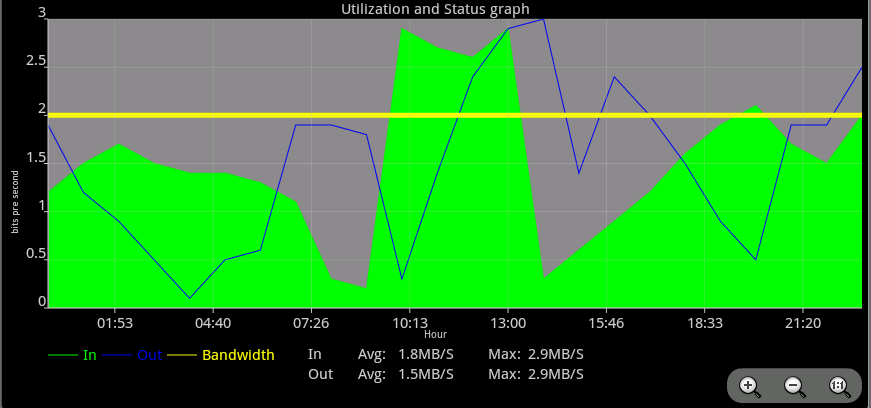 Utilization and Status graph
3
2.5
2
1.5
1
0.5
0
bits pre second
01:53 04:40 07:26 10:13 13:00 15:46 18:33 21:20
Hour
In Out Bandwidth
In Avg: 1.8MB/S Max: 2.9MB/S
Out Avg: 1.5MB/S Max: 2.9MB/S
1:1